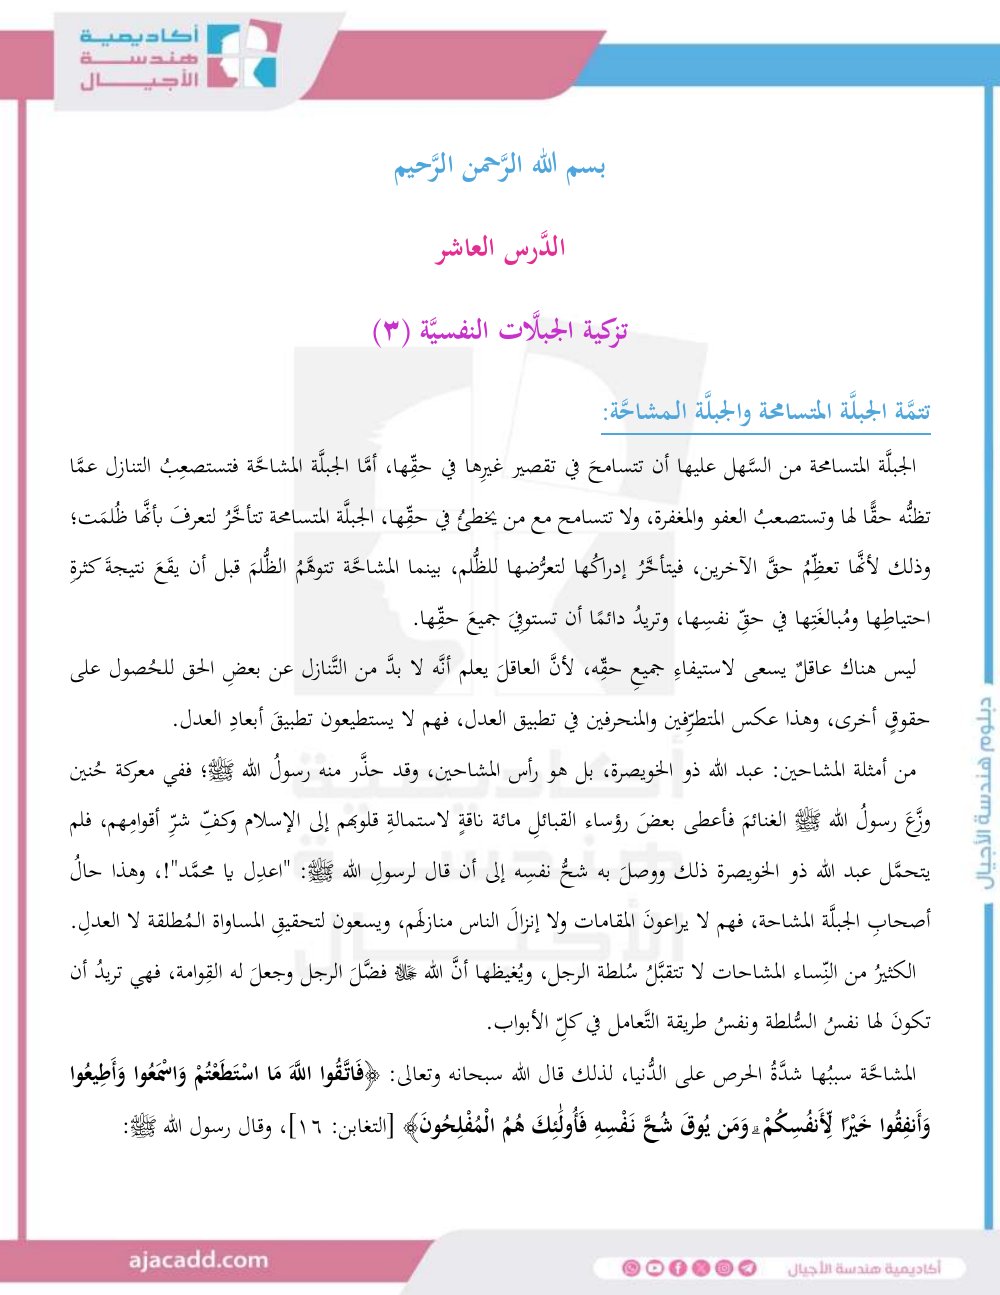 أكاديمية
هندسة
الأجيال
بسم الله الرَّحمن الرَّحيم
الدَّرس العاشر
تزكية الجبلَّات النفسيَّة (٣)
تتمَّة الجبلَّة المتسامحة والجبلَّة المشاحَّة:
الجبلَّة المتسامحة من السَّهل عليها أن تتسامحَ في تقصير غيرِها في حقِّها، أمَّا الجبلَّة المشاحَّة فتستصعِبُ التنازل عمَّا
تظنُّه حقًّا لها وتستصعبُ العفو والمغفرة، ولا تتسامح مع من يخطئُ في حقِّها، الجبلَّة المتسامحة تتأخَّرُ لتعرفَ بأنَّها ظُلمَت؛
وذلك لأنَّها تعظِّمُ حقَّ الآخرين، فيتأخَّرُ إدراكُها لتعرُّضها للظُّلم، بينما المشاحَّة تتوهَّمُ الظُّلمَ قبل أن يقَعَ نتيجةَ كثرةِ
احتياطِها ومُبالغَتِها في حقِّ نفسِها، وتريدُ دائمًا أن تستوفِيَ جميعَ حقِّها.
ليس هناك عاقلٌ يسعى لاستيفاءِ جميعِ حقِّه، لأنَّ العاقلَ يعلم أنَّه لا بدَّ من التَّنازل عن بعضِ الحق للحُصول على
حقوقٍ أخرى، وهذا عكس المتطرِّفين والمنحرفين في تطبيق العدل، فهم لا يستطيعون تطبيقَ أبعادِ العدل.
من أمثلة المشاحين: عبد الله ذو الخويصرة، بل هو رأس المشاحين، وقد حذَّر منه رسولُ الله ﷺ؛ ففي معركة حُنين
وزَّعَ رسولُ الله ﷺ الغنائمَ فأعطى بعضَ رؤساء القبائلِ مائة ناقةٍ لاستمالةِ قلوبهم إلى الإسلام وكفِّ شرِّ أقوامِهم، فلم
يتحمَّل عبد الله ذو الخويصرة ذلك ووصلَ به شحُّ نفسِه إلى أن قال لرسولِ الله ﷺ: "اعدِل يا محمَّد"!، وهذا حالُ
أصحابِ الجبلَّة المشاحة، فهم لا يراعونَ المقامات ولا إنزالَ الناس منازلَهم، ويسعون لتحقيقِ المساواة المُطلقة لا العدلِ.
الكثيرُ من النِّساء المشاحات لا تتقبَّلُ سُلطة الرجل، ويُغيظها أنَّ الله ﷻ فضَّلَ الرجل وجعلَ له القِوامة، فهي تريدُ أن
تكونَ لها نفسُ السُّلطة ونفسُ طريقة التَّعامل في كلِّ الأبواب.
المشاحَّة سببُها شدَّةُ الحرص على الدُّنيا، لذلك قال الله سبحانه وتعالى: ﴿فَاتَّقُوا اللَّهَ مَا اسْتَطَعْتُمْ وَاسْمَعُوا وَأَطِيعُوا
وَأَنفِقُوا خَيْرًا لِّأَنفُسِكُمْ ۗ وَمَن يُوقَ شُحَّ نَفْسِهِ فَأُولَٰئِكَ هُمُ الْمُفْلِحُونَ﴾ [التغابن: ١٦]، وقال رسول الله ﷺ:
دبلوم هندسة الأجيال
ajacadd.com
أكاديمية هندسة الأجيال